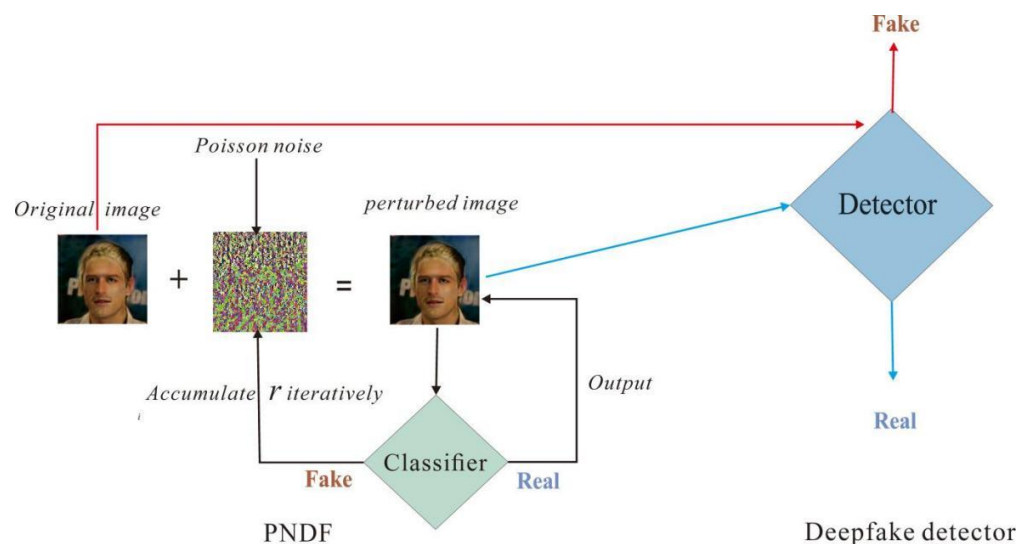 Fake
Poisson noise
Original image
perturbed image
Detector
+
=
Accumulate r iteratively
i
Output
Real
Classifier
Fake
Real
PNDF
Deepfake detector